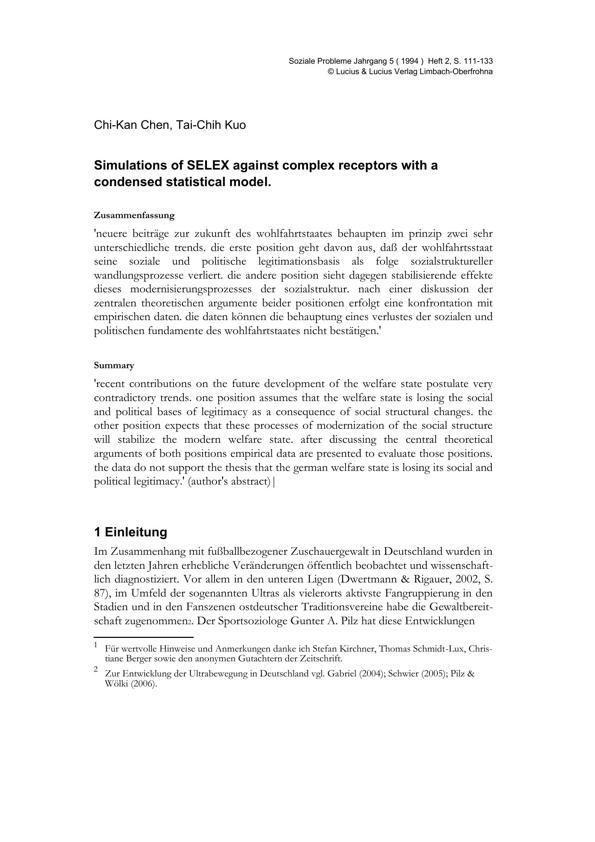 Soziale Probleme Jahrgang 5 ( 1994 ) Heft 2, S. 111-133
© Lucius & Lucius Verlag Limbach-Oberfrohna
Chi-Kan Chen, Tai-Chih Kuo
Simulations of SELEX against complex receptors with a
condensed statistical model.
Zusammenfassung
'neuere beiträge zur zukunft des wohlfahrtstaates behaupten im prinzip zwei sehr
unterschiedliche trends. die erste position geht davon aus, daß der wohlfahrtsstaat
seine soziale und politische legitimationsbasis als folge sozialstruktureller
wandlungsprozesse verliert. die andere position sieht dagegen stabilisierende effekte
dieses modernisierungsprozesses der sozialstruktur. nach einer diskussion der
zentralen theoretischen argumente beider positionen erfolgt eine konfrontation mit
empirischen daten. die daten können die behauptung eines verlustes der sozialen und
politischen fundamente des wohlfahrtstaates nicht bestätigen.'
Summary
'recent contributions on the future development of the welfare state postulate very
contradictory trends. one position assumes that the welfare state is losing the social
and political bases of legitimacy as a consequence of social structural changes. the
other position expects that these processes of modernization of the social structure
will stabilize the modern welfare state. after discussing the central theoretical
arguments of both positions empirical data are presented to evaluate those positions.
the data do not support the thesis that the german welfare state is losing its social and
political legitimacy.' (author's abstract)|
1 Einleitung
Im Zusammenhang mit fußballbezogener Zuschauergewalt in Deutschland wurden in
den letzten Jahren erhebliche Veränderungen öffentlich beobachtet und wissenschaft-
lich diagnostiziert. Vor allem in den unteren Ligen (Dwertmann & Rigauer, 2002, S.
87), im Umfeld der sogenannten Ultras als vielerorts aktivste Fangruppierung in den
Stadien und in den Fanszenen ostdeutscher Traditionsvereine habe die Gewaltbereit-
schaft zugenommen2. Der Sportsoziologe Gunter A. Pilz hat diese Entwicklungen
1 Für wertvolle Hinweise und Anmerkungen danke ich Stefan Kirchner, Thomas Schmidt-Lux, Chris-
tiane Berger sowie den anonymen Gutachtern der Zeitschrift.
2 Zur Entwicklung der Ultrabewegung in Deutschland vgl. Gabriel (2004); Schwier (2005); Pilz &
Wölki (2006).